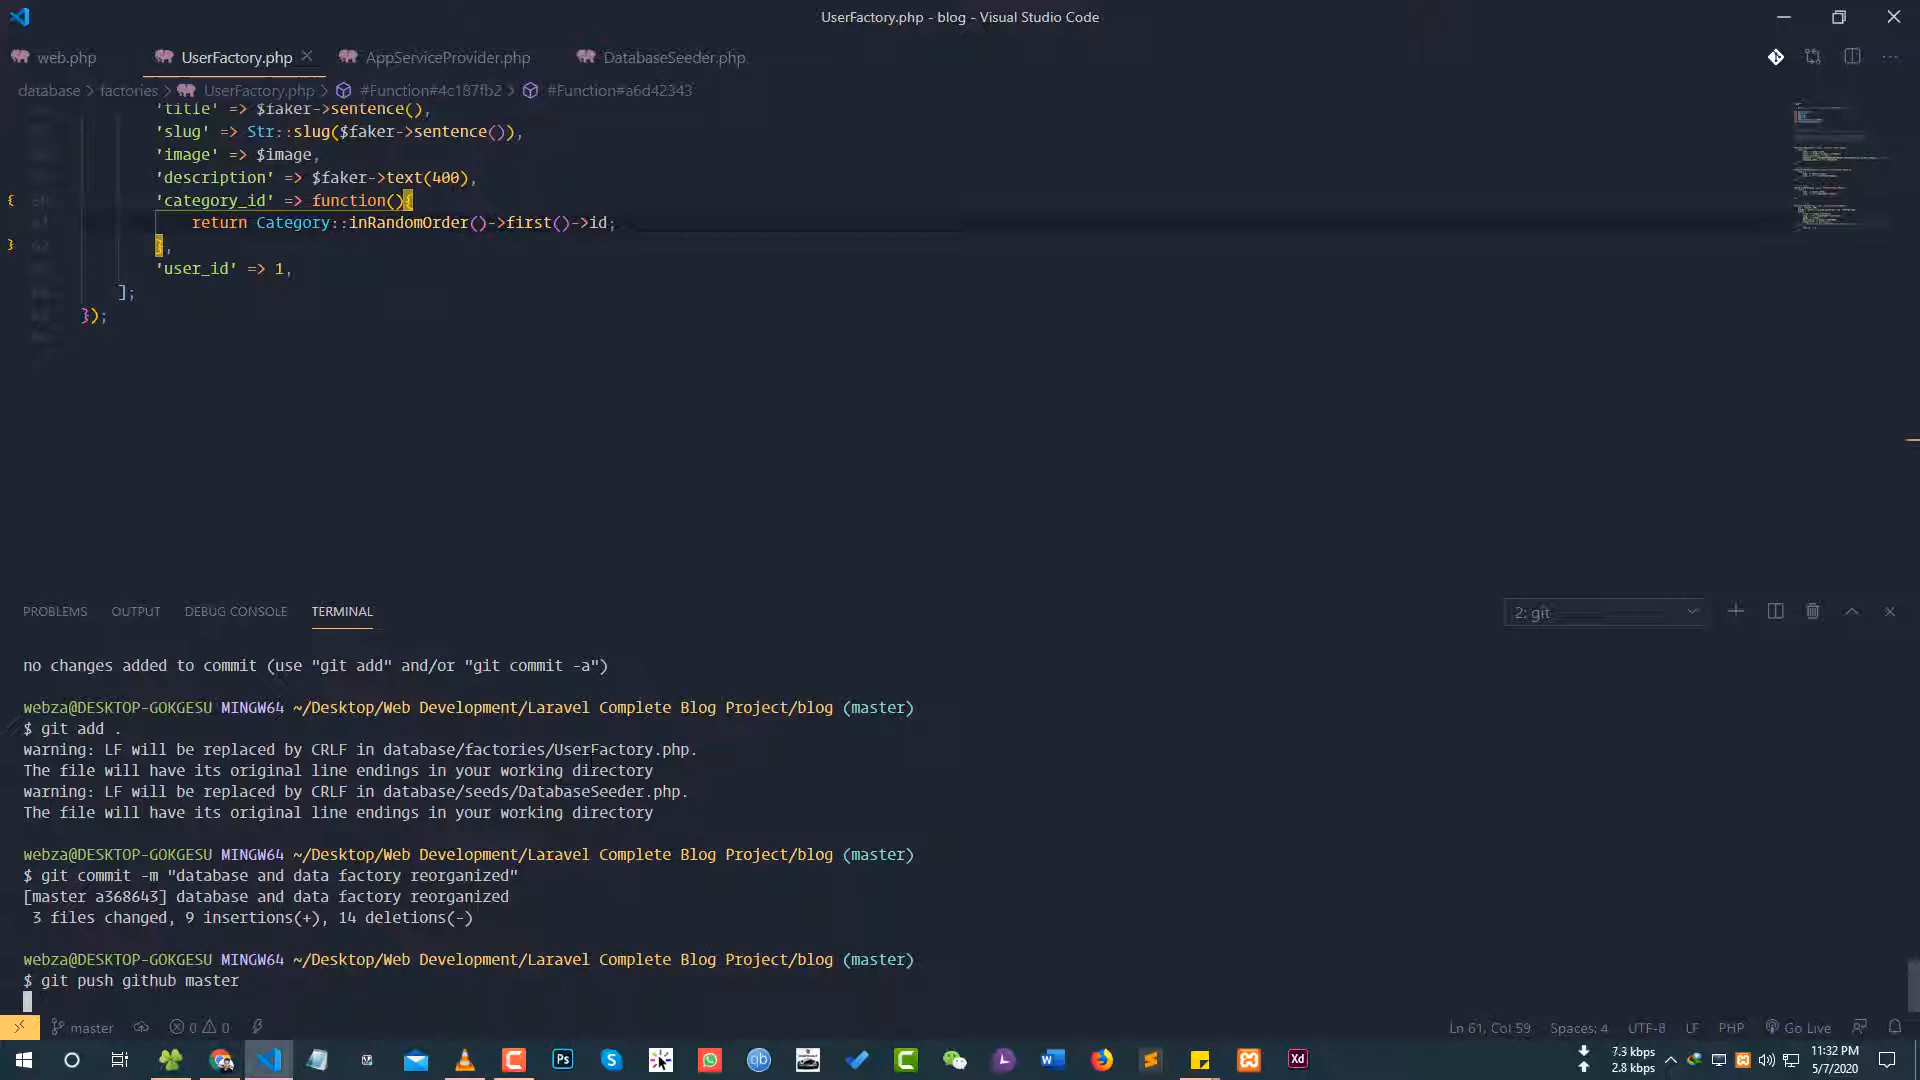 UserFactory.php - blog - Visual Studio Code
web.php
UserFactory.php
AppServiceProvider.php
DatabaseSeeder.php
database > factories > UserFactory.php > #Function#4c187fb2 > #Function#a6d42343
'title' => $faker->sentence(),
'slug' => Str::slug($faker->sentence()),
'image' => $image,
'description' => $faker->text(400),
'category_id' => function(){
return Category::inRandomOrder()->first()->id;
},
'user_id' => 1,
];
});
PROBLEMS OUTPUT DEBUG CONSOLE TERMINAL
2: git
no changes added to commit (use "git add" and/or "git commit -a")
webza@DESKTOP-GOKGESU MINGW64 ~/Desktop/Web Development/Laravel Complete Blog Project/blog (master)
$ git add .
warning: LF will be replaced by CRLF in database/factories/UserFactory.php.
The file will have its original line endings in your working directory
warning: LF will be replaced by CRLF in database/seeds/DatabaseSeeder.php.
The file will have its original line endings in your working directory
webza@DESKTOP-GOKGESU MINGW64 ~/Desktop/Web Development/Laravel Complete Blog Project/blog (master)
$ git commit -m "database and data factory reorganized"
[master a368643] database and data factory reorganized
3 files changed, 9 insertions(+), 14 deletions(-)
webza@DESKTOP-GOKGESU MINGW64 ~/Desktop/Web Development/Laravel Complete Blog Project/blog (master)
$ git push github master
master 0 0 Ln 61, Col 59 Spaces: 4 UTF-8 LF PHP Go Live
Ps
S
qb
C
W
S
Xd
7.3 kbps
2.8 kbps
11:32 PM
5/7/2020